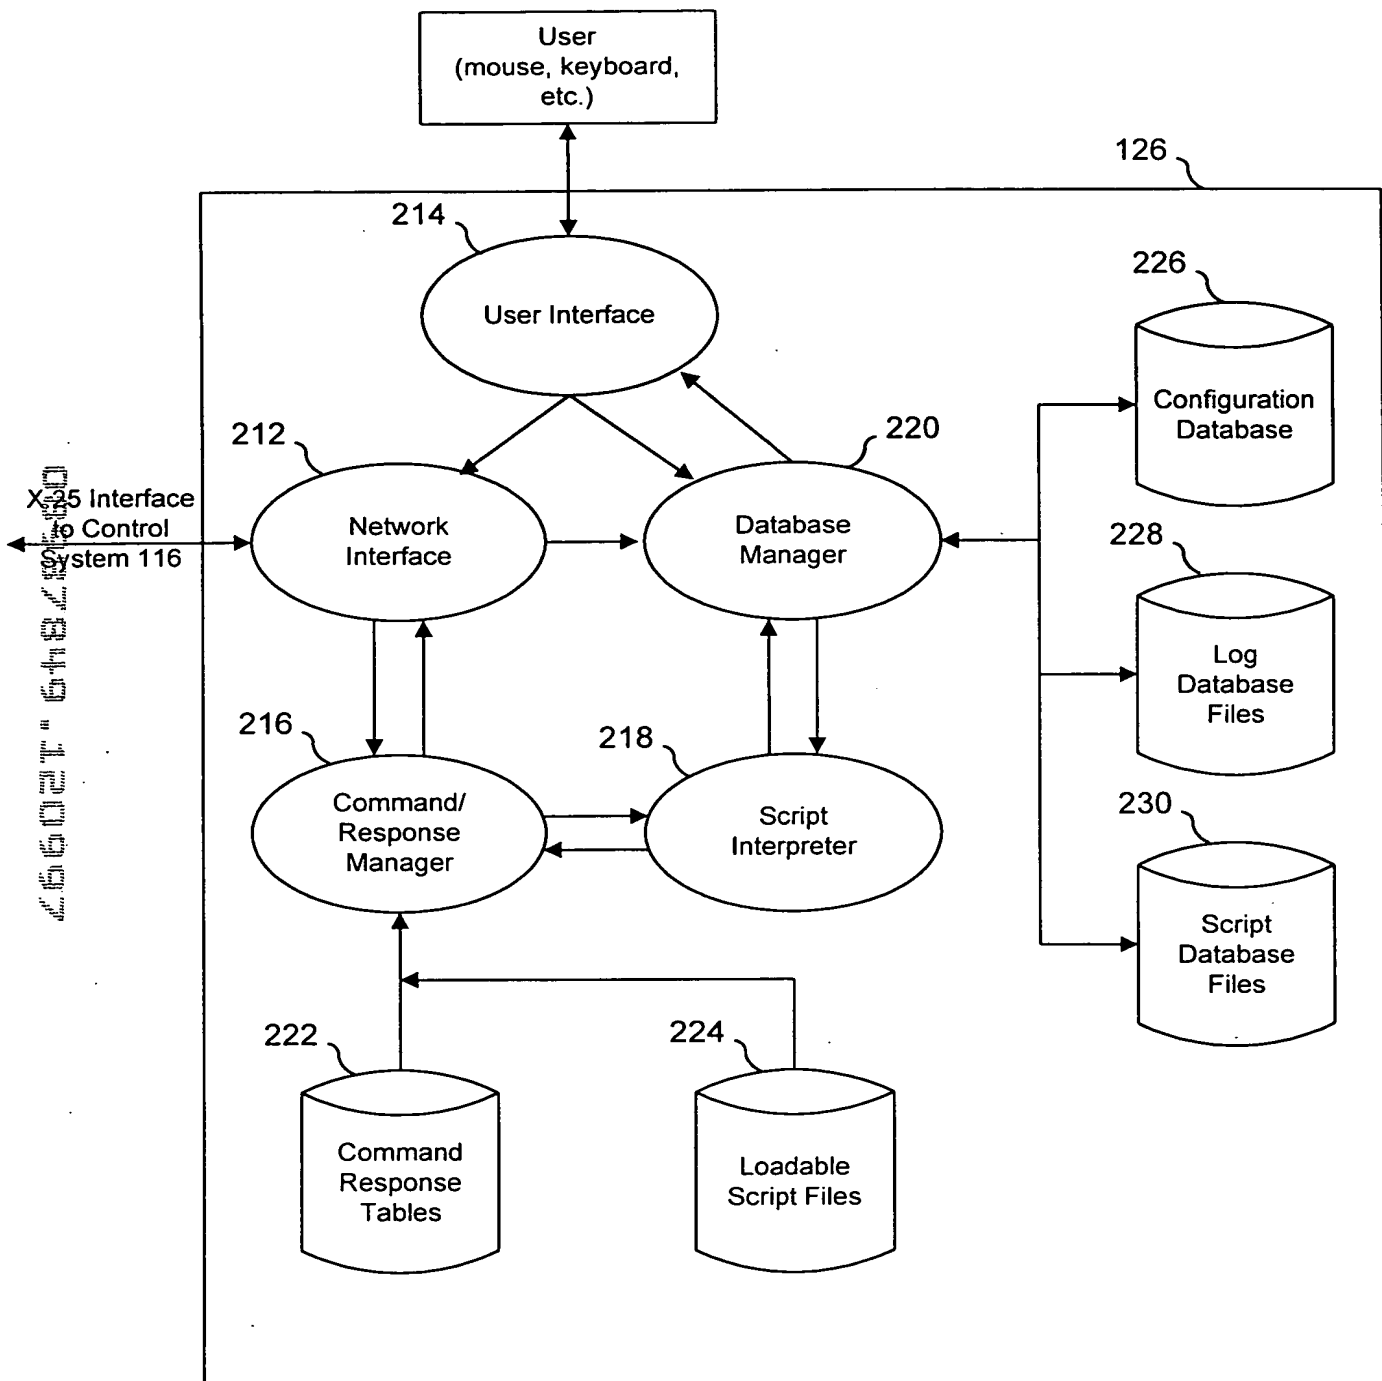 User
(mouse, keyboard,
etc.)
126
214
User Interface
226
Configuration
Database
212
220
X-25 Interface
to Control
System 116
Network
Interface
Database
Manager
228
Log
Database
Files
216
218
Command/
Response
Manager
Script
Interpreter
230
Script
Database
Files
222
224
Command
Response
Tables
Loadable
Script Files